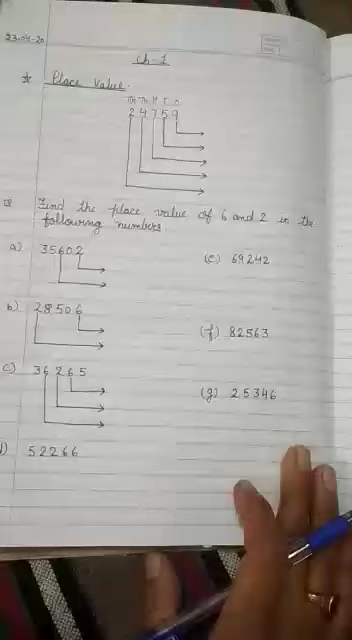 23-04-20
Ch-1
* Place Value.
TTh Th H T O
2 4 7 5 9
Q Find the place value of 6 and 2 in the
following numbers.
a) 35602
(e) 69242
b) 28506
(f) 82563
c) 36265
(g) 25346
d) 52266